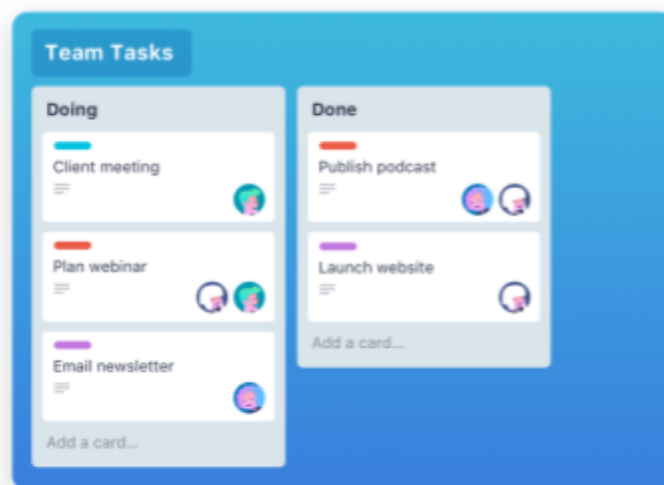 Team Tasks
Doing
Client meeting
Plan webinar
Email newsletter
Add a card...
Done
Publish podcast
Launch website
Add a card...